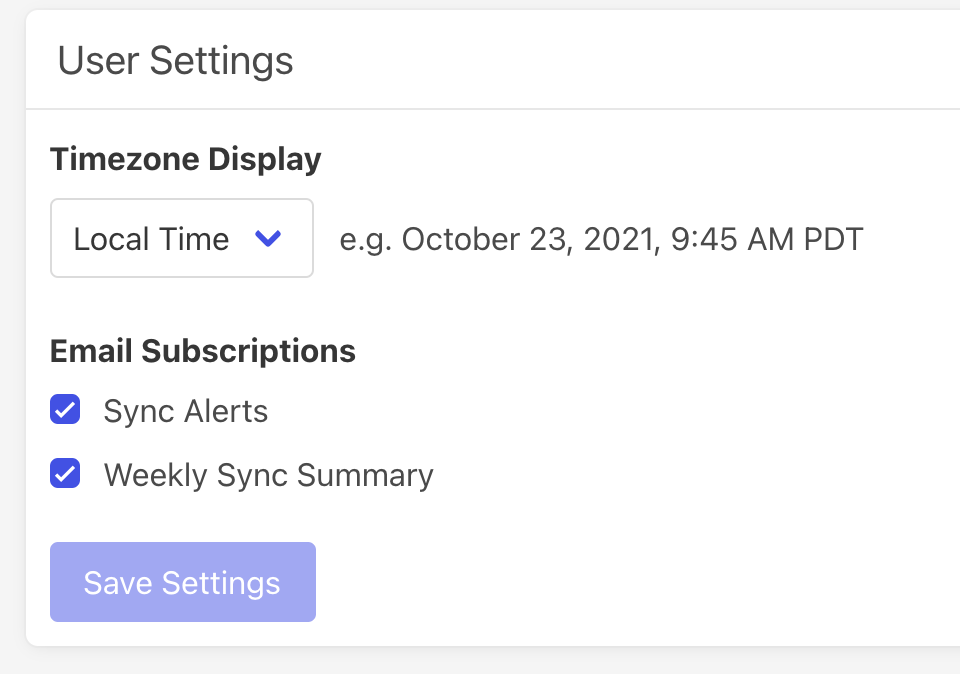 User Settings
Timezone Display
Local Time
e.g. October 23, 2021, 9:45 AM PDT
Email Subscriptions
Sync Alerts
Weekly Sync Summary
Save Settings